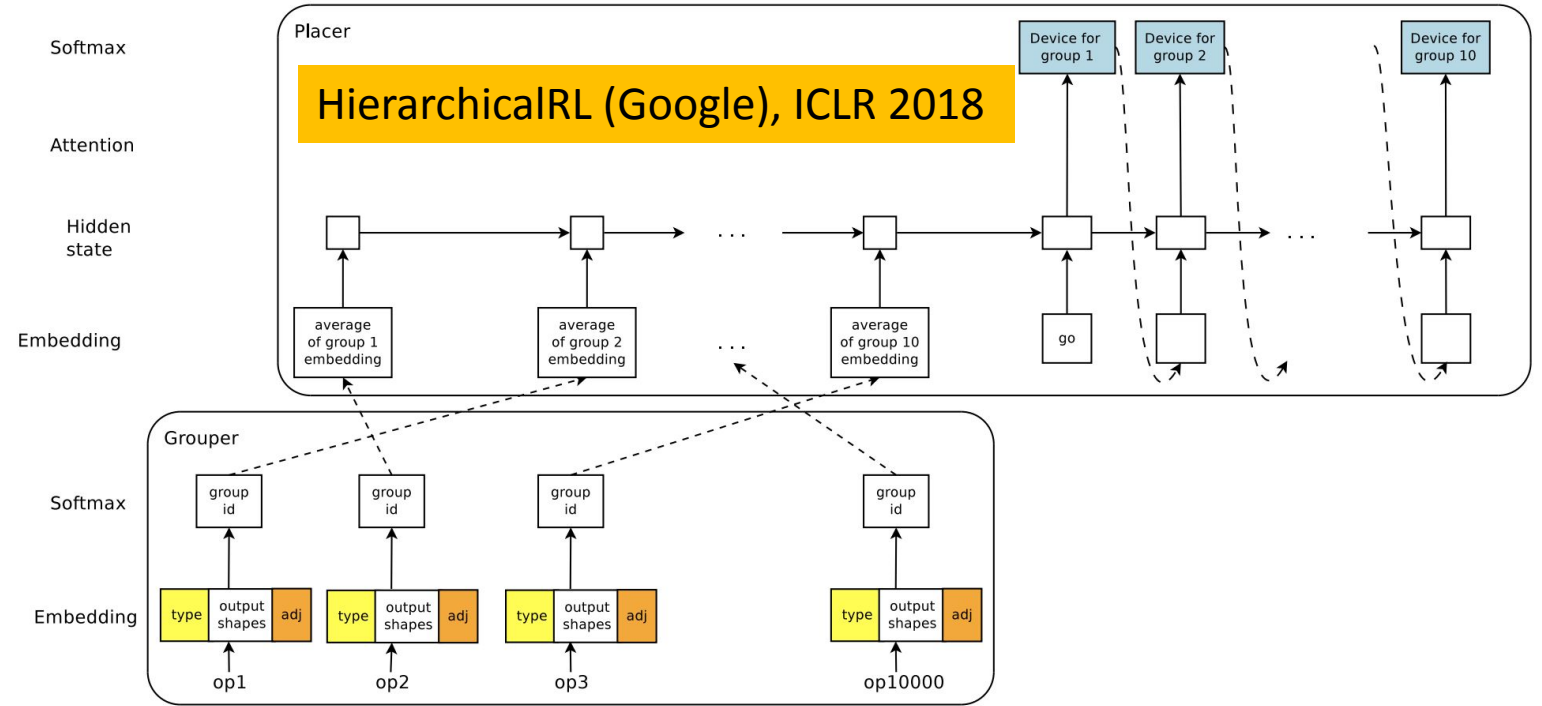 Placer
Softmax
Device for
group 1
Device for
group 2
Device for
group 10
HierarchicalRL (Google), ICLR 2018
Attention
Hidden
state
. . .
. . .
Embedding
average
of group 1
embedding
average
of group 2
embedding
. . .
average
of group 10
embedding
go
Grouper
Softmax
group
id
group
id
group
id
group
id
Embedding
type
output
shapes
adj
type
output
shapes
adj
type
output
shapes
adj
type
output
shapes
adj
op1
op2
op3
op10000